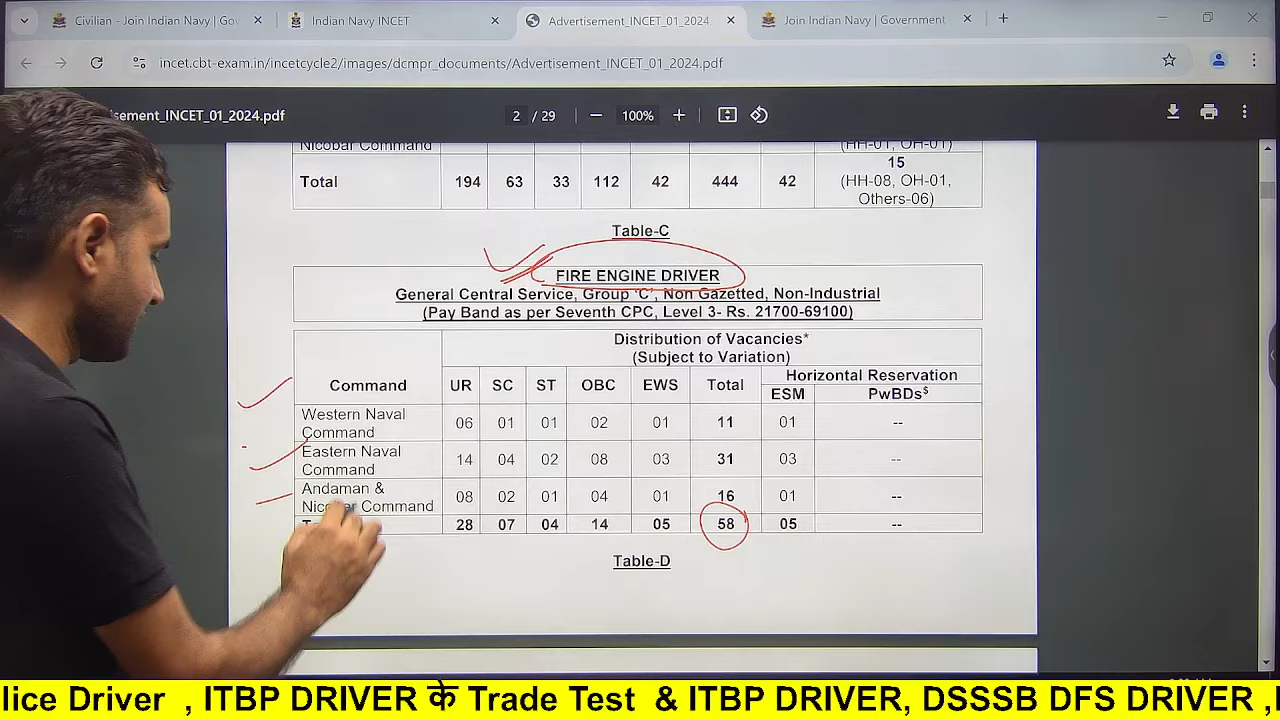 Civilian - Join Indian Navy | Gov
Indian Navy INCET
Advertisement_INCET_01_2024.pdf
Join Indian Navy | Government
incet.cbt-exam.in/incetcycle2/images/dcmpr_documents/Advertisement_INCET_01_2024.pdf
isement_INCET_01_2024.pdf
2 / 29
100%
Nicobar Command (HH-01, OH-01)
Total 194 63 33 112 42 444 42 15
(HH-08, OH-01,
Others-06)
Table-C
FIRE ENGINE DRIVER
General Central Service, Group ‘C’, Non Gazetted, Non-Industrial
(Pay Band as per Seventh CPC, Level 3- Rs. 21700-69100)
Distribution of Vacancies*
(Subject to Variation)
Command UR SC ST OBC EWS Total Horizontal Reservation
ESM PwBDs$
Western Naval
Command 06 01 01 02 01 11 01 --
Eastern Naval
Command 14 04 02 08 03 31 03 --
Andaman &
Command 08 02 01 04 01 16 01 --
28 07 04 14 05 58 05 --
Table-D
lice Driver , ITBP DRIVER के Trade Test & ITBP DRIVER, DSSSB DFS DRIVER ,